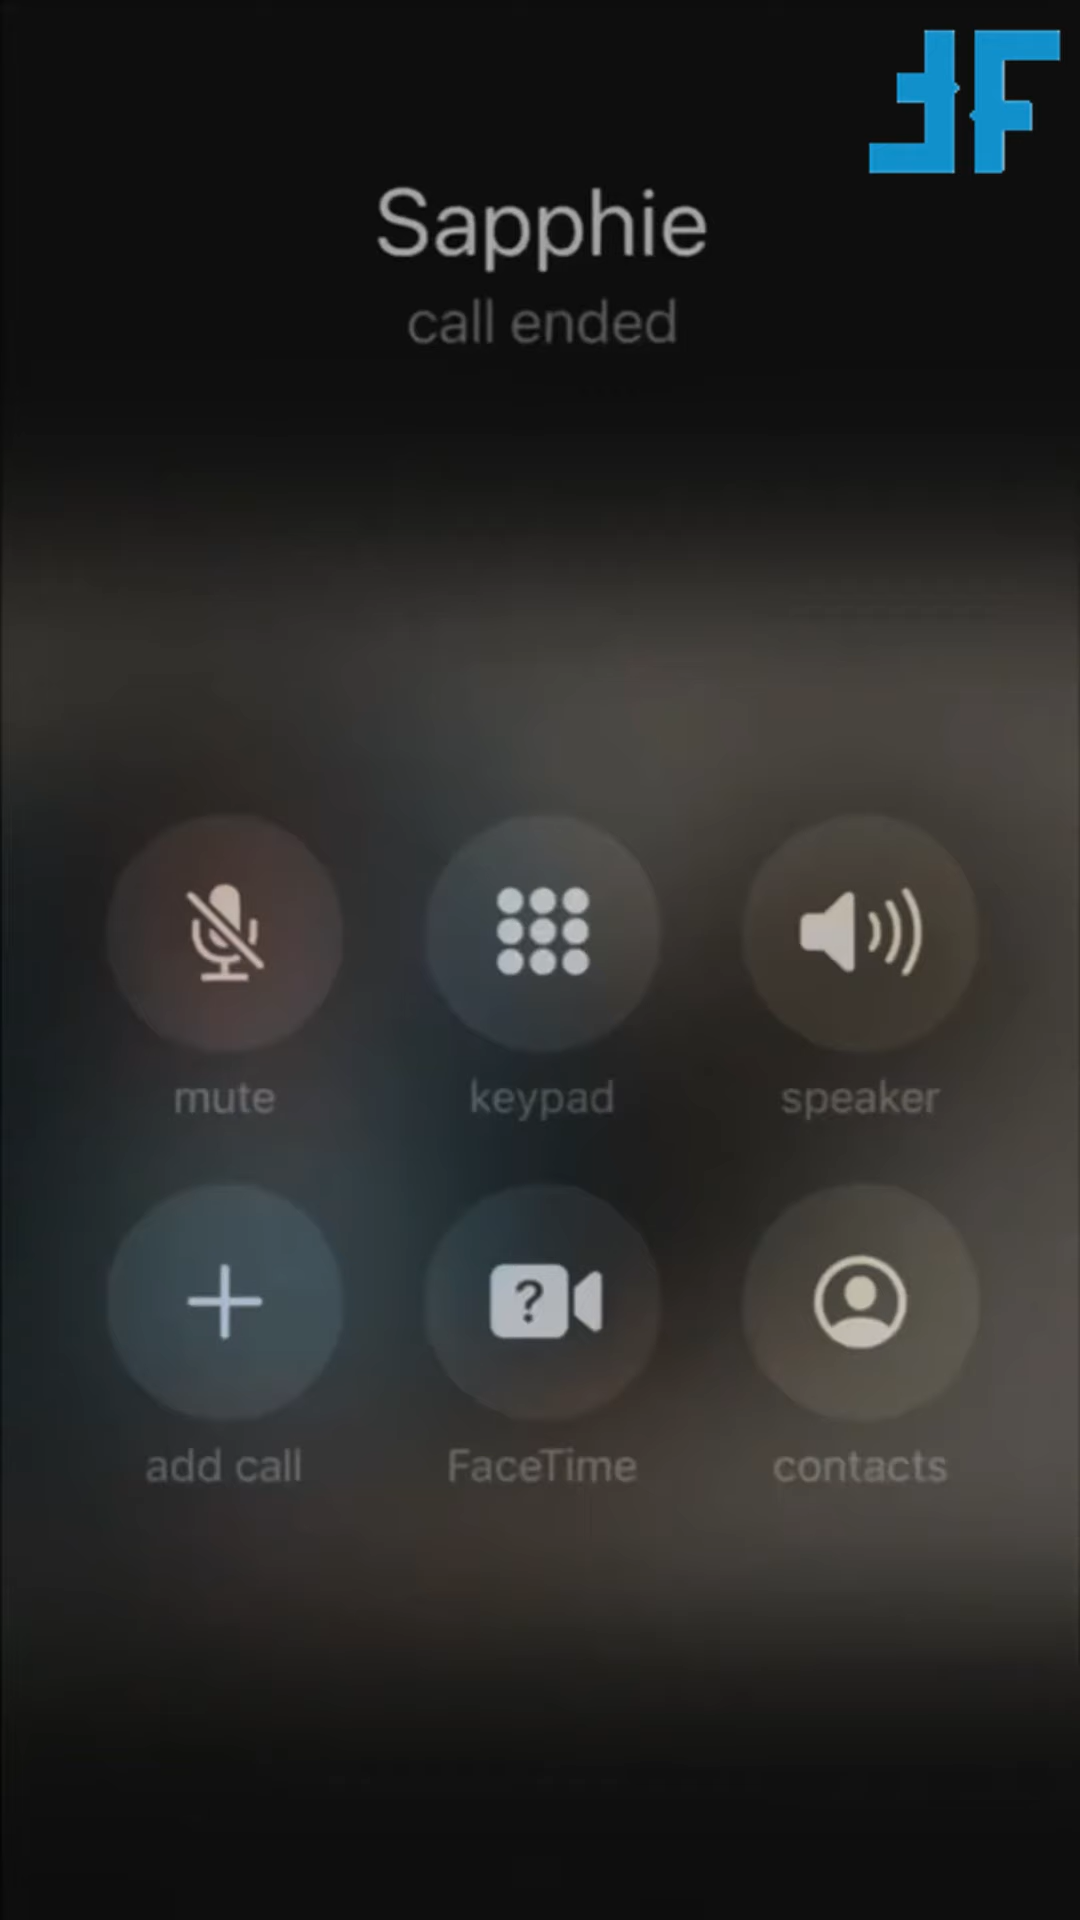 Sapphie
call ended
mute
keypad
speaker
?
add call
FaceTime
contacts